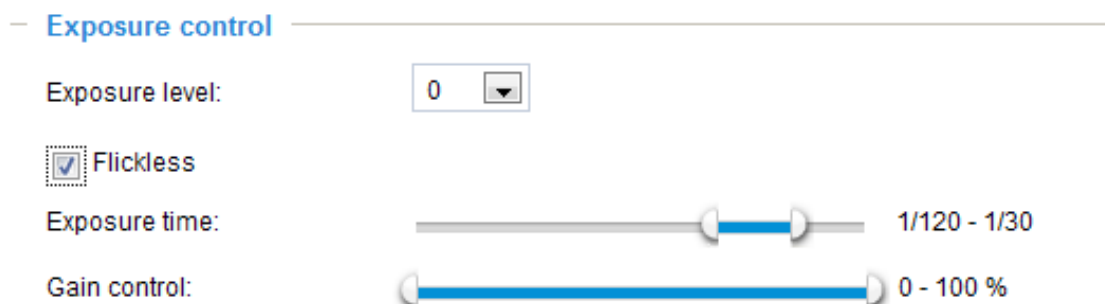 Exposure control
Exposure level: 0
Flickless
Exposure time: 1/120 - 1/30
Gain control: 0 - 100 %